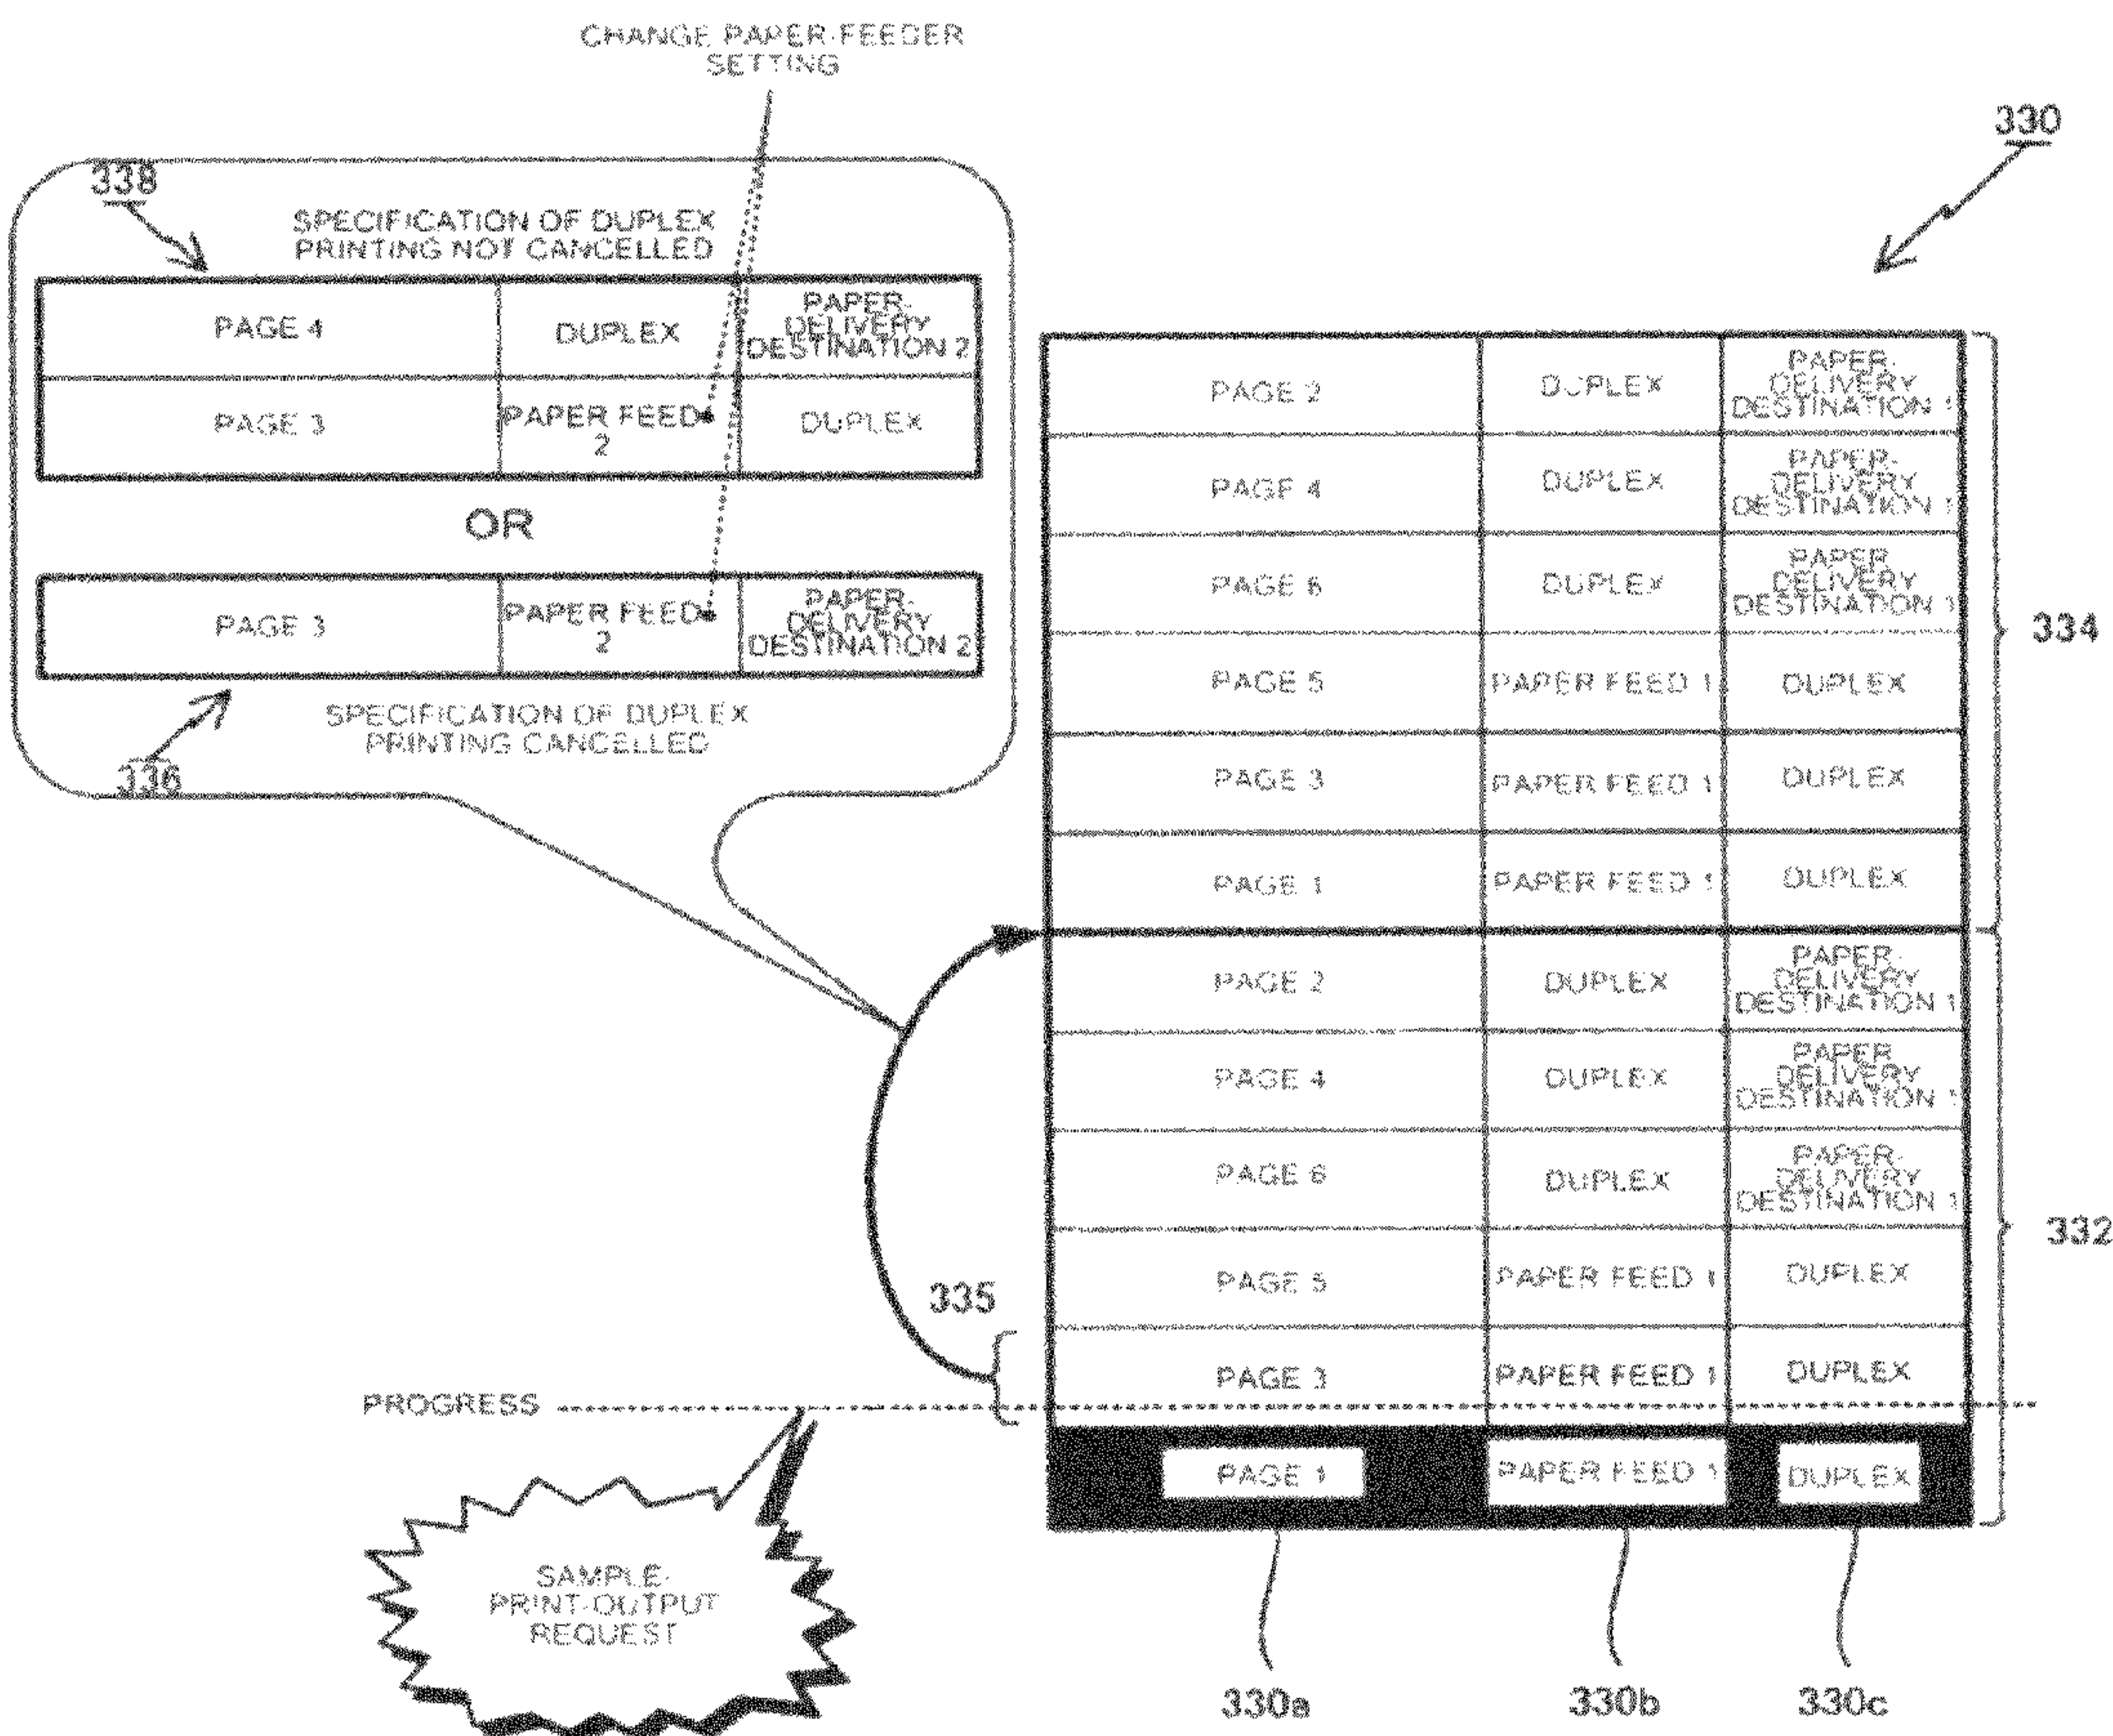 CHANGE PAPER-FEEDER
SETTING
330
338
SPECIFICATION OF DUPLEX
PRINTING NOT CANCELLED
PAGE 4
DUPLEX
PAPER-
DELIVERY
DESTINATION 2
PAGE 3
PAPER FEED
2
DUPLEX
OR
PAGE 3
PAPER FEED
2
PAPER-
DELIVERY
DESTINATION 2
SPECIFICATION OF DUPLEX
PRINTING CANCELLED
336
PAGE 2
DUPLEX
PAPER-
DELIVERY
DESTINATION 1
PAGE 4
DUPLEX
PAPER-
DELIVERY
DESTINATION 1
PAGE 6
DUPLEX
PAPER
DELIVERY
DESTINATION 1
334
PAGE 5
PAPER FEED 1
DUPLEX
PAGE 3
PAPER FEED 1
DUPLEX
PAGE 1
PAPER FEED 1
DUPLEX
PAGE 2
DUPLEX
PAPER-
DELIVERY
DESTINATION 1
PAGE 4
DUPLEX
PAPER
DELIVERY
DESTINATION 1
PAGE 6
DUPLEX
PAPER-
DELIVERY
DESTINATION 1
332
PAGE 5
PAPER FEED 1
DUPLEX
335
PAGE 3
PAPER FEED 1
DUPLEX
PROGRESS
PAGE 1
PAPER FEED 1
DUPLEX
SAMPLE-
PRINT-OUTPUT
REQUEST
330a
330b
330c